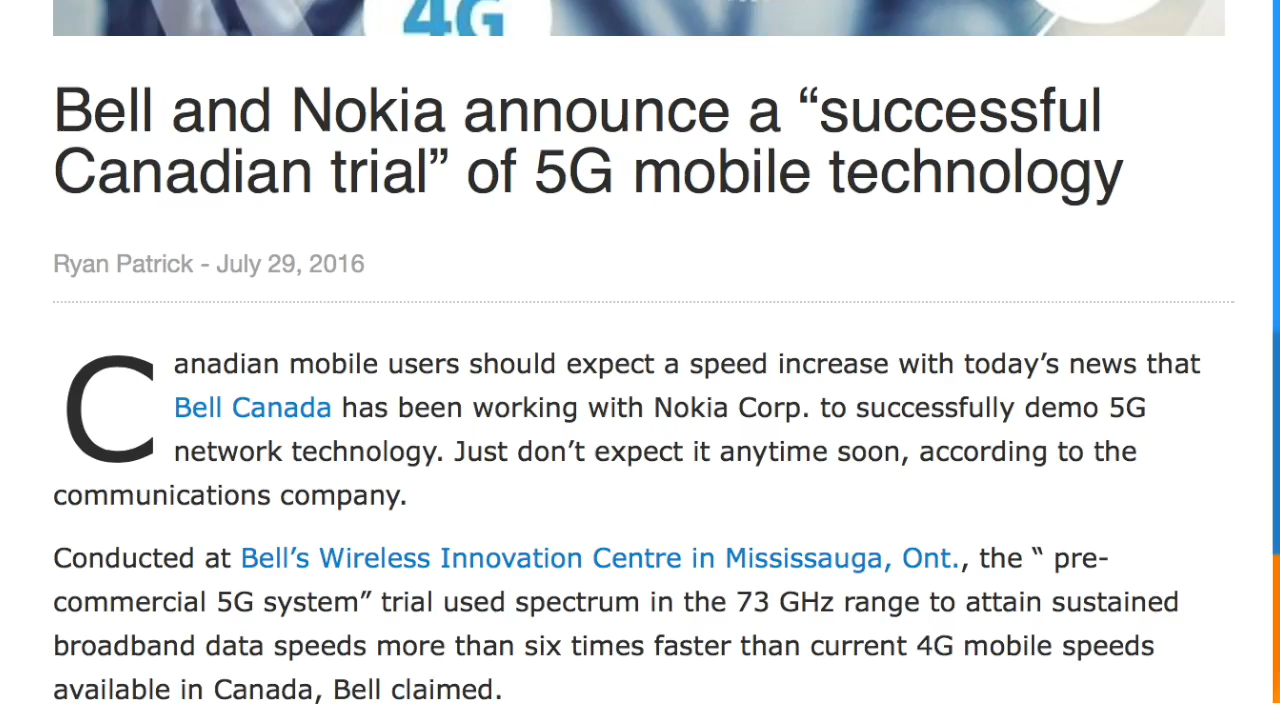 4G
Bell and Nokia announce a “successful
Canadian trial” of 5G mobile technology
Ryan Patrick - July 29, 2016
Canadian mobile users should expect a speed increase with today’s news that
Bell Canada has been working with Nokia Corp. to successfully demo 5G
network technology. Just don’t expect it anytime soon, according to the
communications company.
Conducted at Bell’s Wireless Innovation Centre in Mississauga, Ont., the “ pre-
commercial 5G system” trial used spectrum in the 73 GHz range to attain sustained
broadband data speeds more than six times faster than current 4G mobile speeds
available in Canada, Bell claimed.